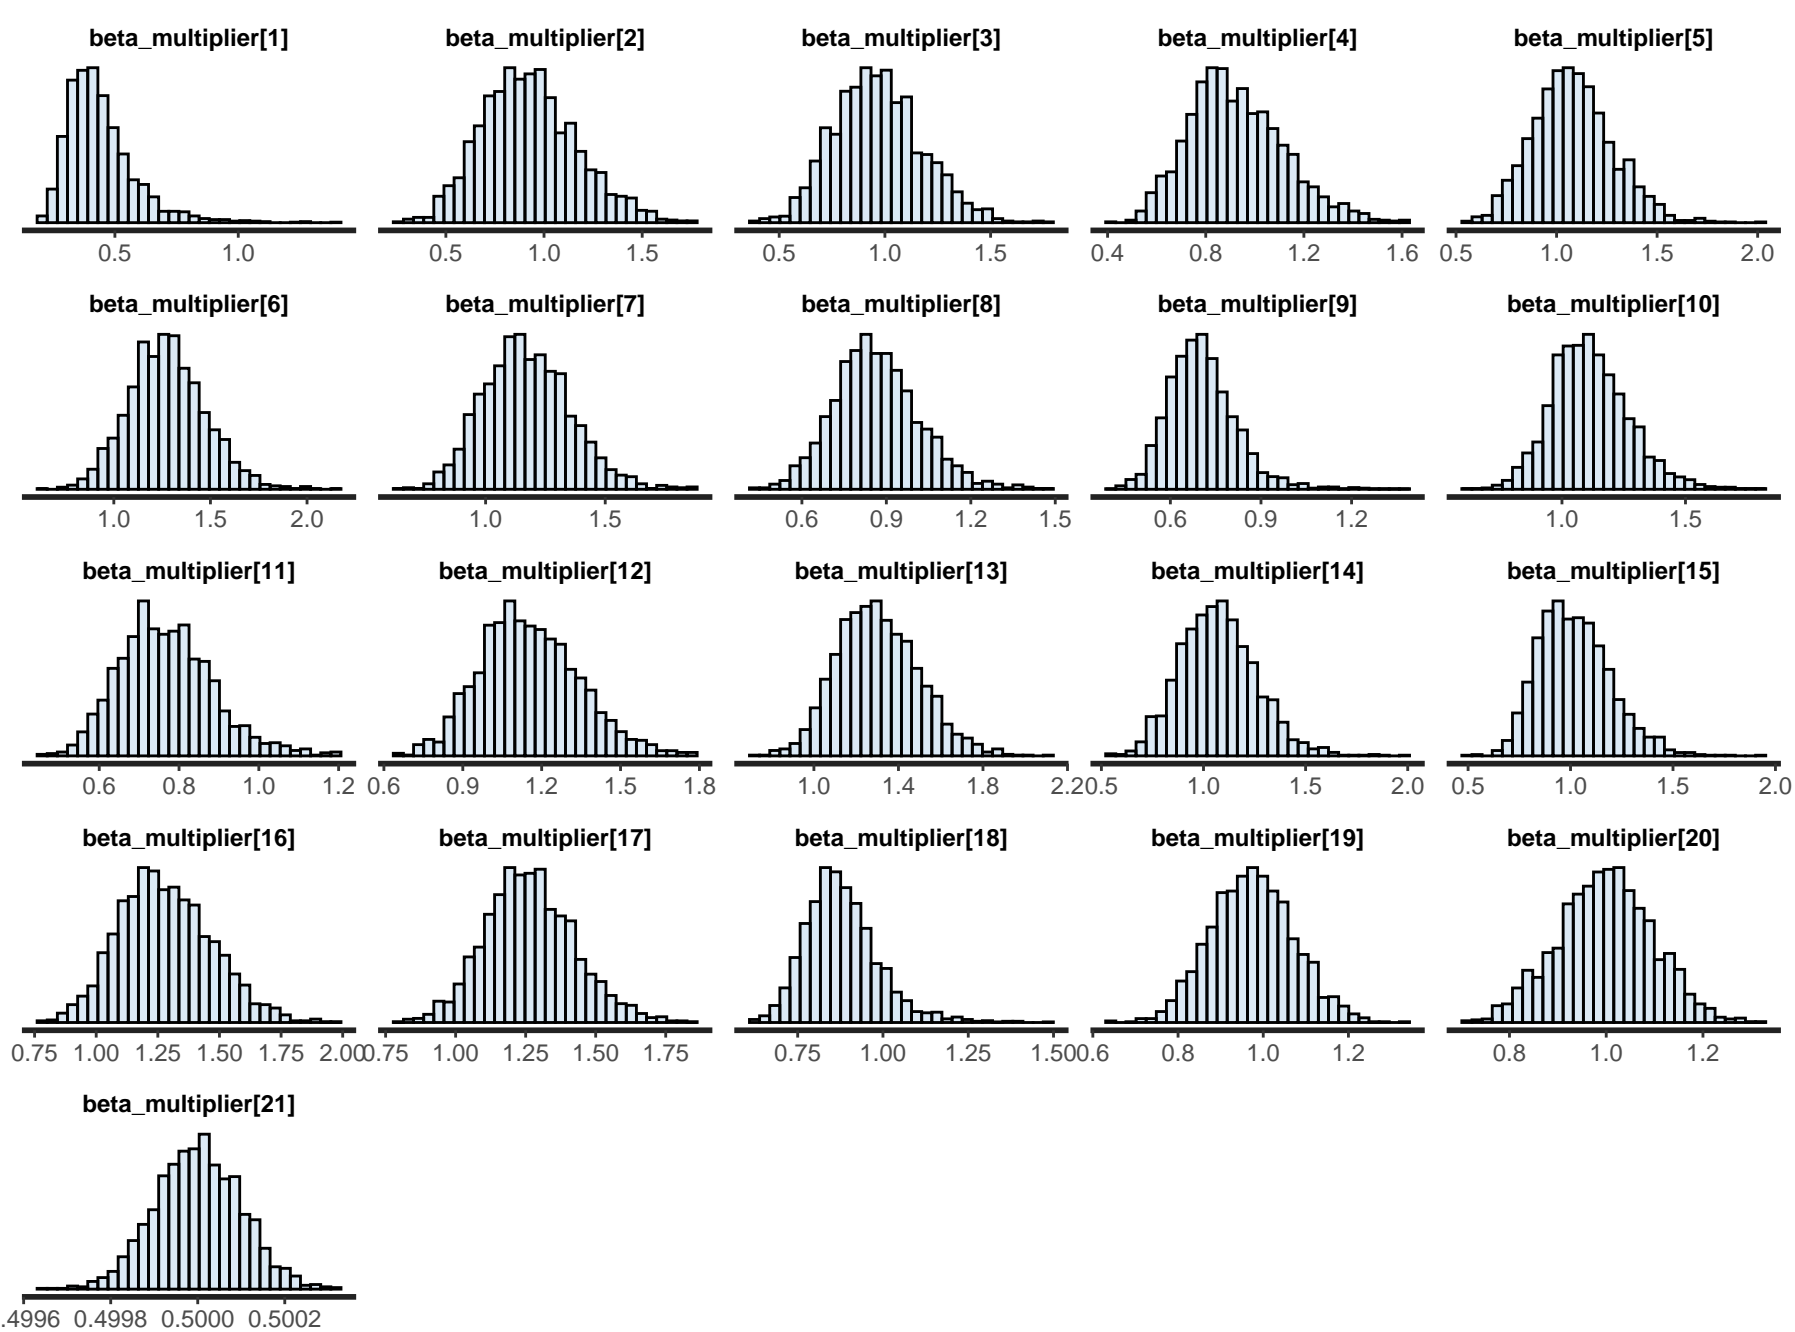 beta_multiplier[1] beta_multiplier[2] beta_multiplier[3] beta_multiplier[4] beta_multiplier[5]
0.5 1.0 0.5 1.0 1.5 0.5 1.0 1.5 0.4 0.8 1.2 1.6 0.5 1.0 1.5 2.0
beta_multiplier[6] beta_multiplier[7] beta_multiplier[8] beta_multiplier[9] beta_multiplier[10]
1.0 1.5 2.0 1.0 1.5 0.6 0.9 1.2 1.5 0.6 0.9 1.2 1.0 1.5
beta_multiplier[11] beta_multiplier[12] beta_multiplier[13] beta_multiplier[14] beta_multiplier[15]
0.6 0.8 1.0 1.2 0.6 0.9 1.2 1.5 1.8 1.0 1.4 1.8 2.2 0.5 1.0 1.5 2.0 0.5 1.0 1.5 2.0
beta_multiplier[16] beta_multiplier[17] beta_multiplier[18] beta_multiplier[19] beta_multiplier[20]
0.75 1.00 1.25 1.50 1.75 2.00 0.75 1.00 1.25 1.50 1.75 0.75 1.00 1.25 1.50 0.6 0.8 1.0 1.2 0.8 1.0 1.2
beta_multiplier[21]
.4996 0.4998 0.5000 0.5002